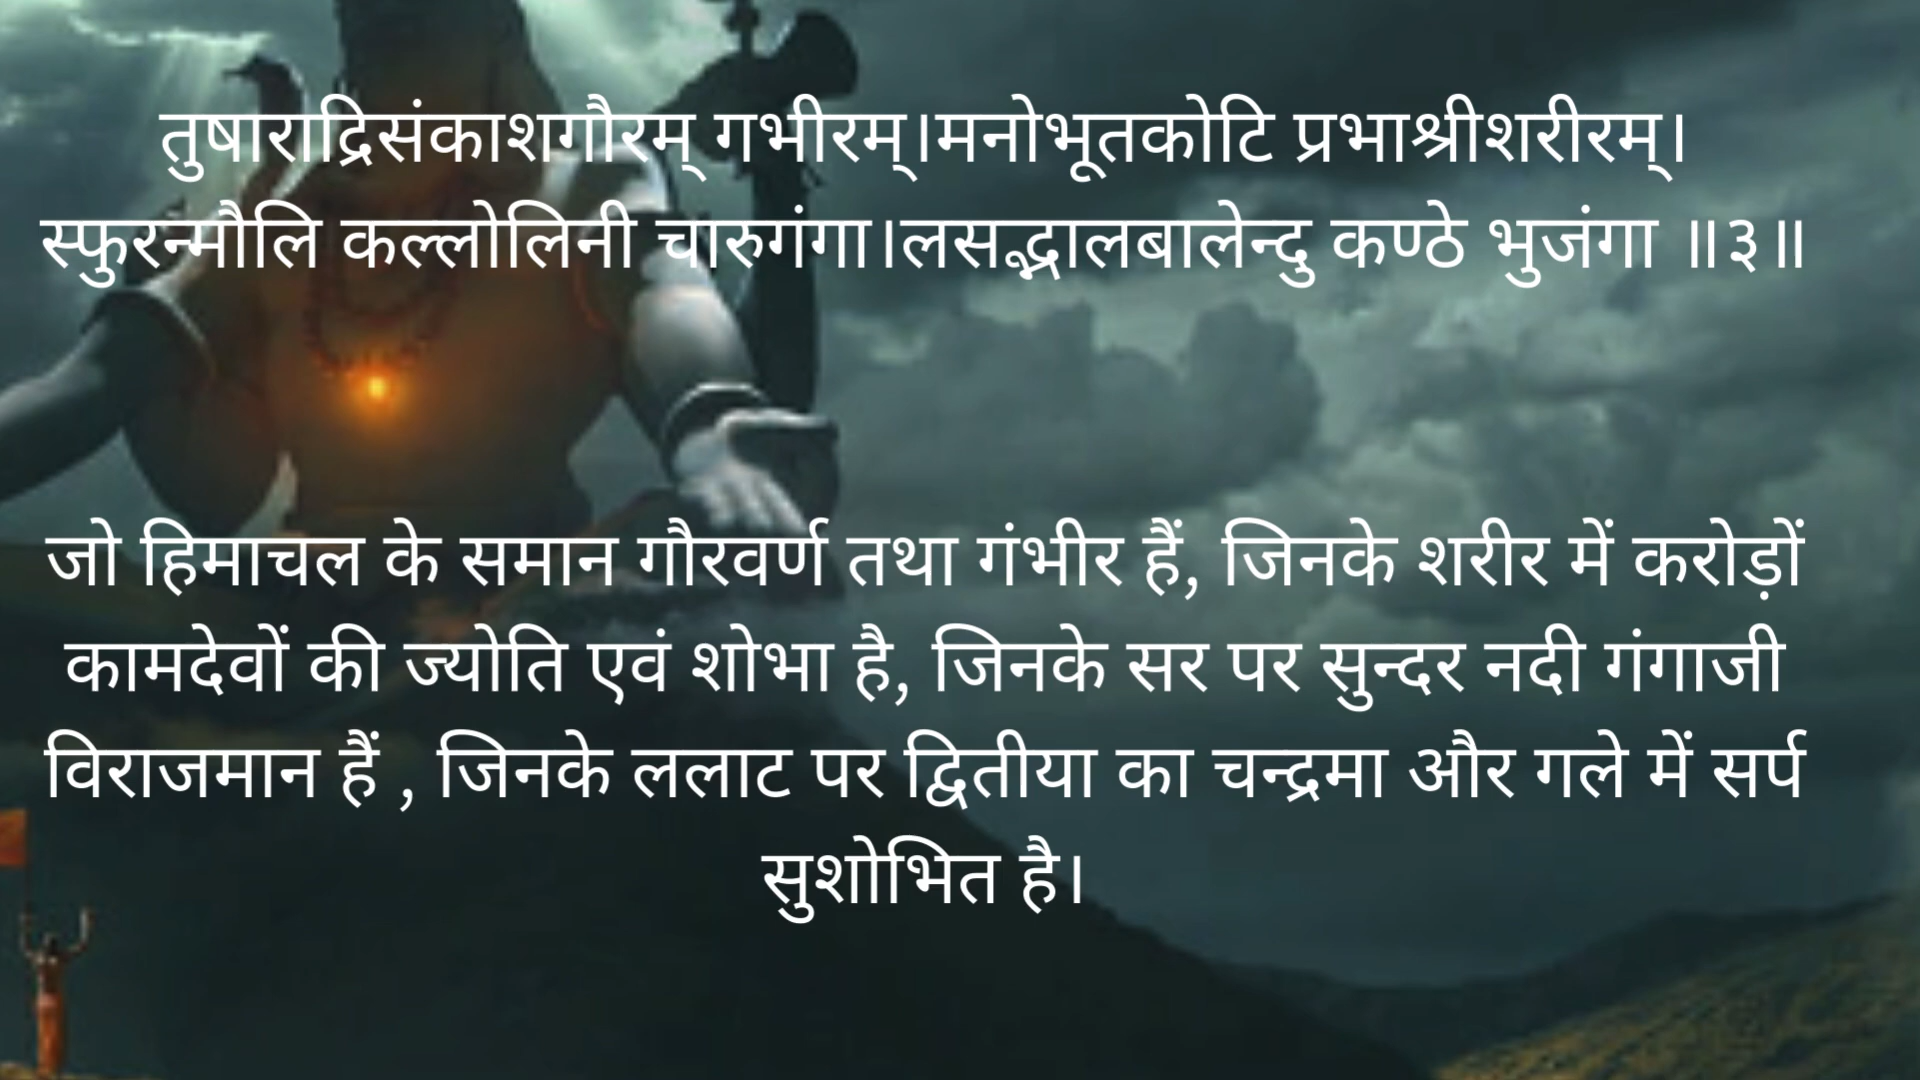 तुषाराद्रिसंकाशगौरम् गभीरम्।मनोभूतकोटि प्रभाश्रीशरीरम्।
स्फुरन्मौलि कल्लोलिनी चारुगंगा।लसद्भालबालेन्दु कण्ठे भुजंगा ॥३॥
जो हिमाचल के समान गौरवर्ण तथा गंभीर हैं, जिनके शरीर में करोड़ों
कामदेवों की ज्योति एवं शोभा है, जिनके सर पर सुन्दर नदी गंगाजी
विराजमान हैं , जिनके ललाट पर द्वितीया का चन्द्रमा और गले में सर्प
सुशोभित है।